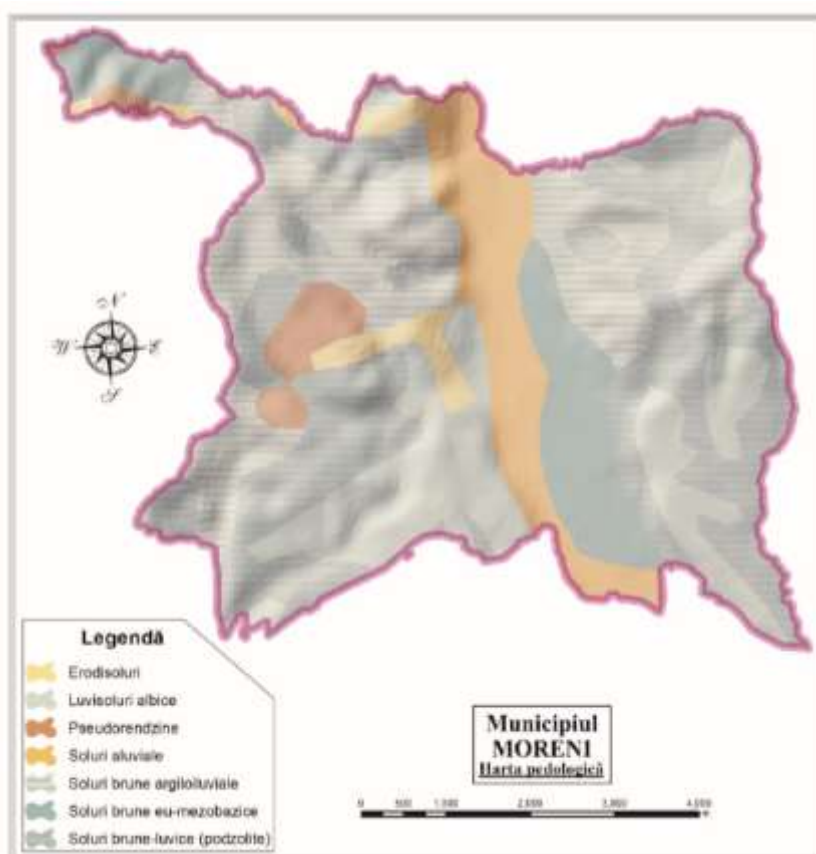 N
W
E
S
Legendă
Erodisoluri
Luvisoluri albice
Pseudorendzine
Soluri aluviale
Soluri brune argiloiluviale
Soluri brune eu-mezobazice
Soluri brune-luvice (podzolite)
Municipiul
MORENI
Harta pedologică
0 500 1,000 2,000 3,000 4,000